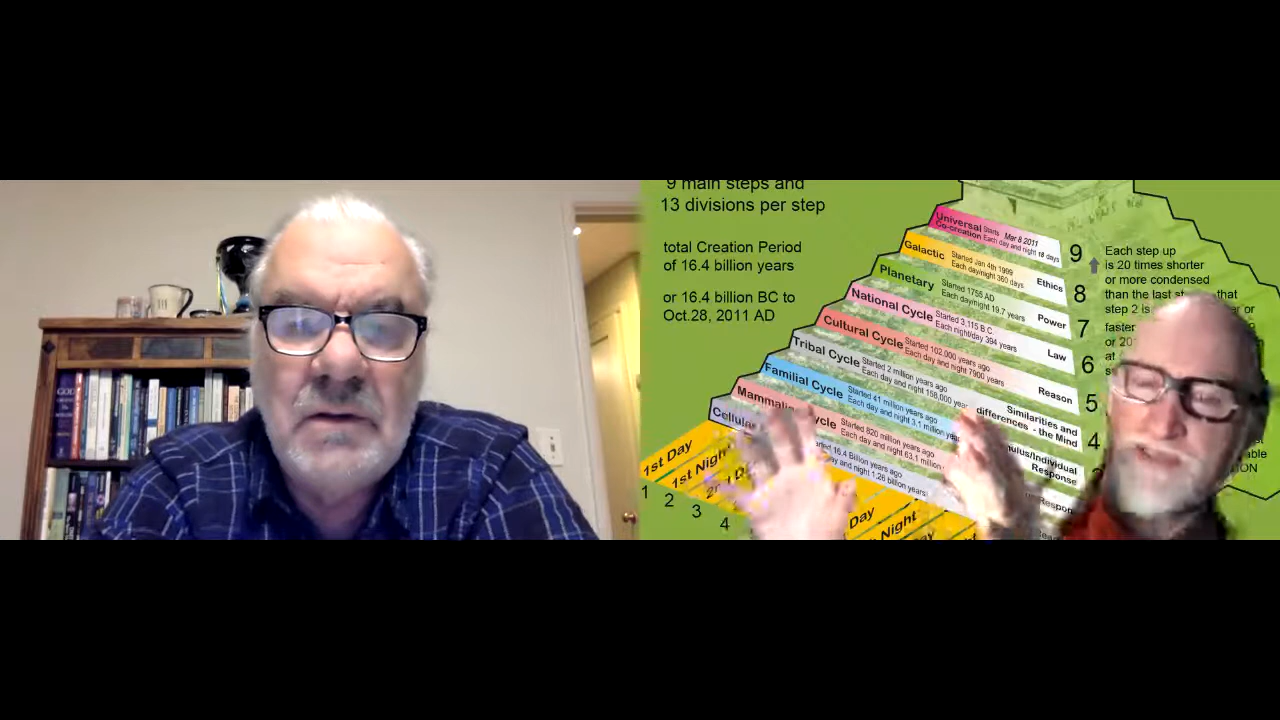 GOD
9 main steps and
13 divisions per step
total Creation Period
of 16.4 billion years
or 16.4 billion BC to
Oct.28, 2011 AD
Universal Starts Mar 8 2011
Co-creation Each day and night 18 days
9
Galactic Started Jan 4th 1999
Each day/night 360 days
Ethics
8
Planetary Started 1755 AD
Each day/night 19.7 years
Power
7
National Cycle Started 3,115 B.C.
Each night/day 394 years
Law
6
Cultural Cycle Started 102,000 years ago
Each day and night 7900 years
Reason
5
Tribal Cycle Started 2 million years ago
Each day and night 158,000 year
Similarities and
differences - the Mind
4
Familial Cycle Started 41 million years ago
Each day and night 3.1 million
Individual
Response
Started 820 million years ago
Each day and night 63.1 million
16.4 Billion years ago
day and night 1.26 billion years
Each step up
is 20 times shorter
or more condensed
than the last that
step 2 is or
faster
or
at
1st Day
1st Night
1
2
3
4
Day
Night